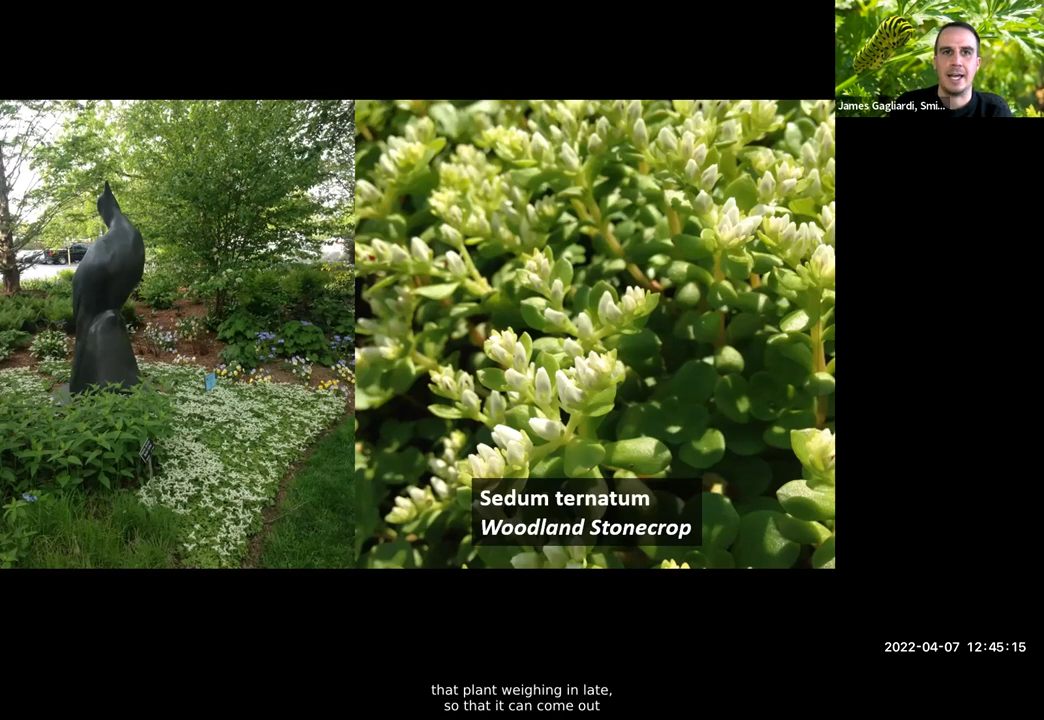 James Gagliardi, Smi...
Sedum ternatum
Woodland Stonecrop
2022-04-07 12:45:15
that plant weighing in late,
so that it can come out